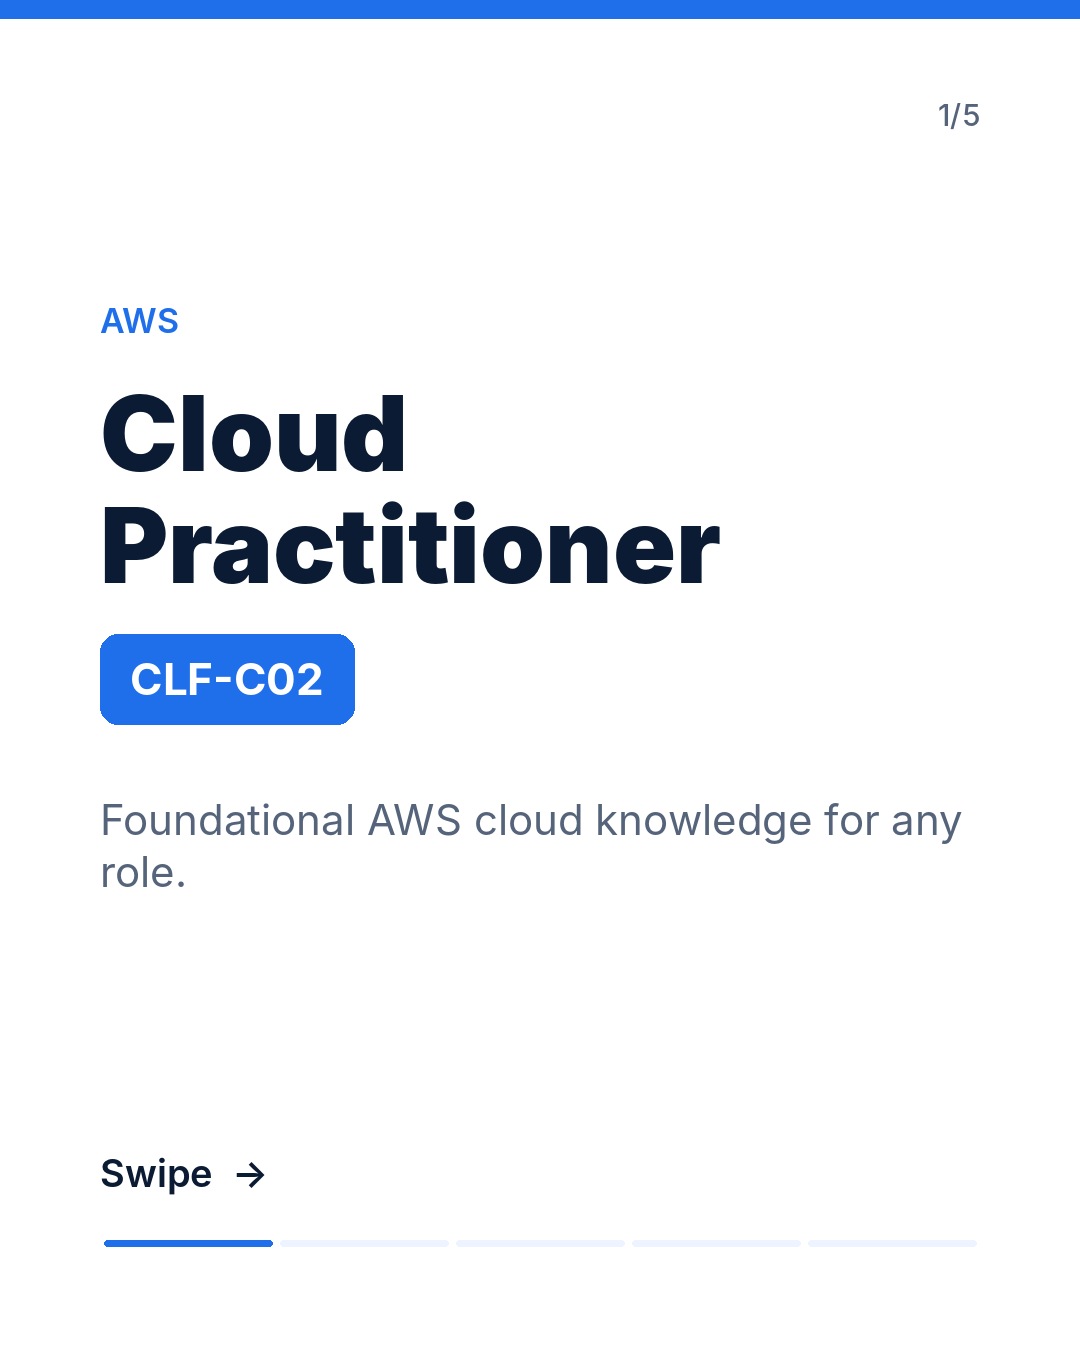 1/5
AWS
Cloud
Practitioner
CLF-C02
Foundational AWS cloud knowledge for any
role.
Swipe →